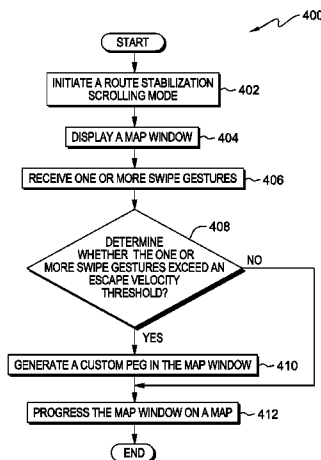 400
START
INITIATE A ROUTE STABILIZATION
SCROLLING MODE
402
DISPLAY A MAP WINDOW
404
RECEIVE ONE OR MORE SWIPE GESTURES
406
408
DETERMINE
WHETHER THE ONE OR
MORE SWIPE GESTURES EXCEED AN
ESCAPE VELOCITY
THRESHOLD?
NO
YES
GENERATE A CUSTOM PEG IN THE MAP WINDOW
410
PROGRESS THE MAP WINDOW ON A MAP
412
END